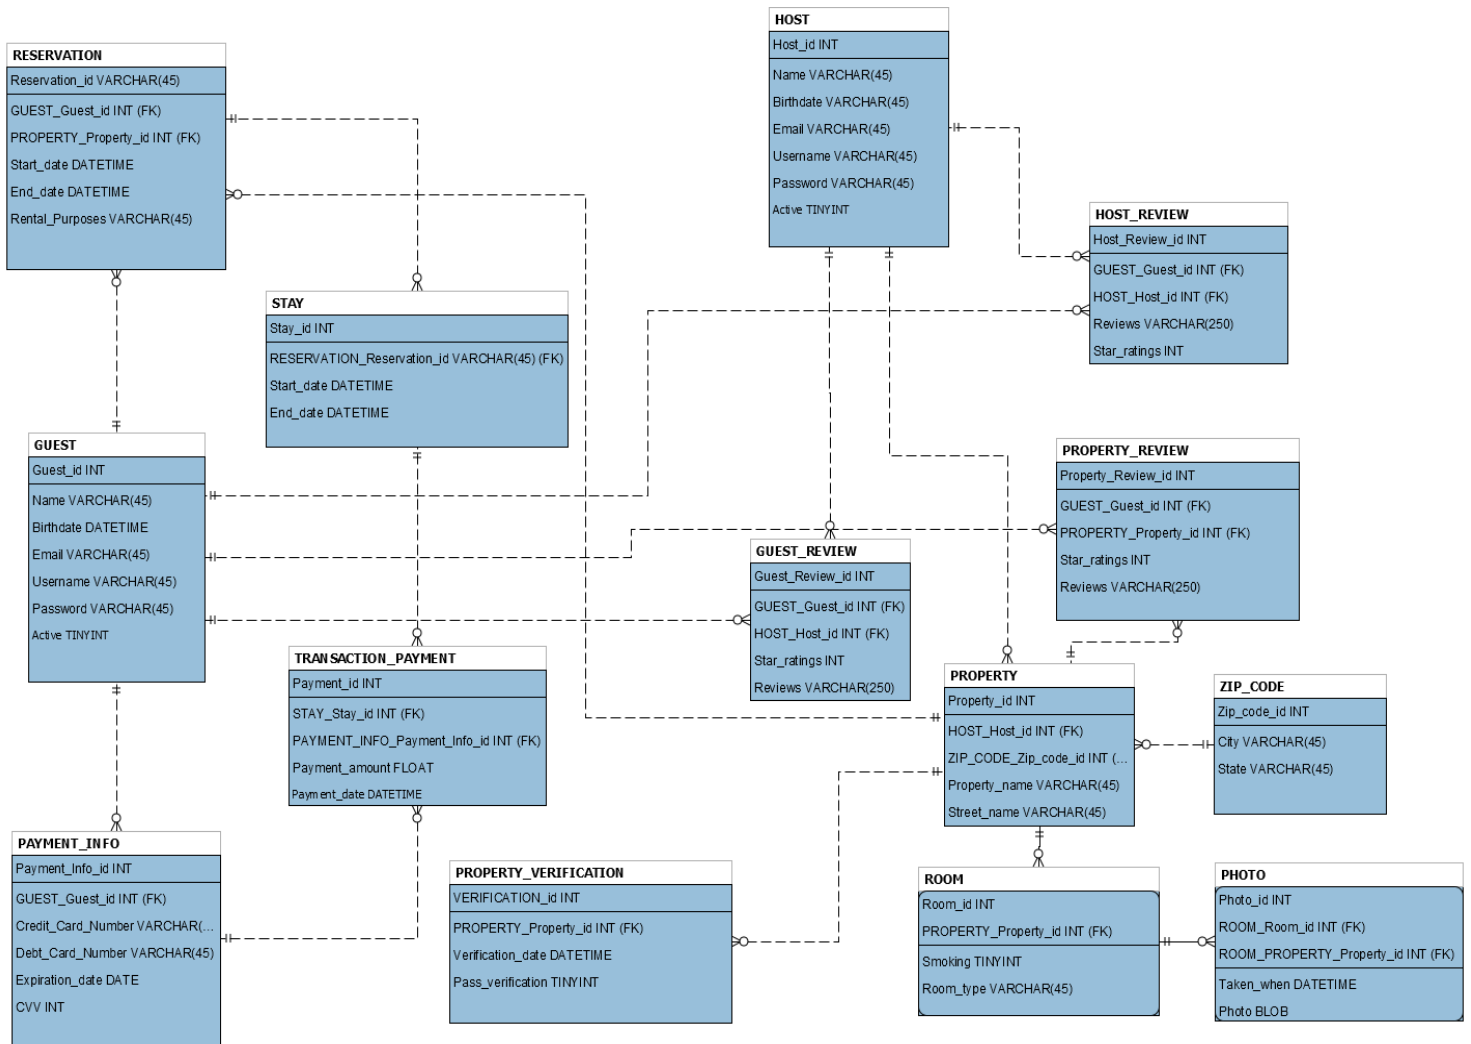 RESERVATION
Reservation_id VARCHAR(45)
GUEST_Guest_id INT (FK)
PROPERTY_Property_id INT (FK)
Start_date DATETIME
End_date DATETIME
Rental_Purposes VARCHAR(45)
HOST
Host_id INT
Name VARCHAR(45)
Birthdate VARCHAR(45)
Email VARCHAR(45)
Username VARCHAR(45)
Password VARCHAR(45)
Active TINYINT
HOST_REVIEW
Host_Review_id INT
GUEST_Guest_id INT (FK)
HOST_Host_id INT (FK)
Reviews VARCHAR(250)
Star_ratings INT
STAY
Stay_id INT
RESERVATION_Reservation_id VARCHAR(45) (FK)
Start_date DATETIME
End_date DATETIME
GUEST
Guest_id INT
Name VARCHAR(45)
Birthdate DATETIME
Email VARCHAR(45)
Username VARCHAR(45)
Password VARCHAR(45)
Active TINYINT
PROPERTY_REVIEW
Property_Review_id INT
GUEST_Guest_id INT (FK)
PROPERTY_Property_id INT (FK)
Star_ratings INT
Reviews VARCHAR(250)
GUEST_REVIEW
Guest_Review_id INT
GUEST_Guest_id INT (FK)
HOST_Host_id INT (FK)
Star_ratings INT
Reviews VARCHAR(250)
TRANSACTION_PAYMENT
Payment_id INT
STAY_Stay_id INT (FK)
PAYMENT_INFO_Payment_Info_id INT (FK)
Payment_amount FLOAT
Payment_date DATETIME
PROPERTY
Property_id INT
HOST_Host_id INT (FK)
ZIP_CODE_Zip_code_id INT (...
Property_name VARCHAR(45)
Street_name VARCHAR(45)
ZIP_CODE
Zip_code_id INT
City VARCHAR(45)
State VARCHAR(45)
PAYMENT_INFO
Payment_Info_id INT
GUEST_Guest_id INT (FK)
Credit_Card_Number VARCHAR(...
Debt_Card_Number VARCHAR(45)
Expiration_date DATE
CVV INT
PROPERTY_VERIFICATION
VERIFICATION_id INT
PROPERTY_Property_id INT (FK)
Verification_date DATETIME
Pass_verification TINYINT
ROOM
Room_id INT
PROPERTY_Property_id INT (FK)
Smoking TINYINT
Room_type VARCHAR(45)
PHOTO
Photo_id INT
ROOM_Room_id INT (FK)
ROOM_PROPERTY_Property_id INT (FK)
Taken_when DATETIME
Photo BLOB